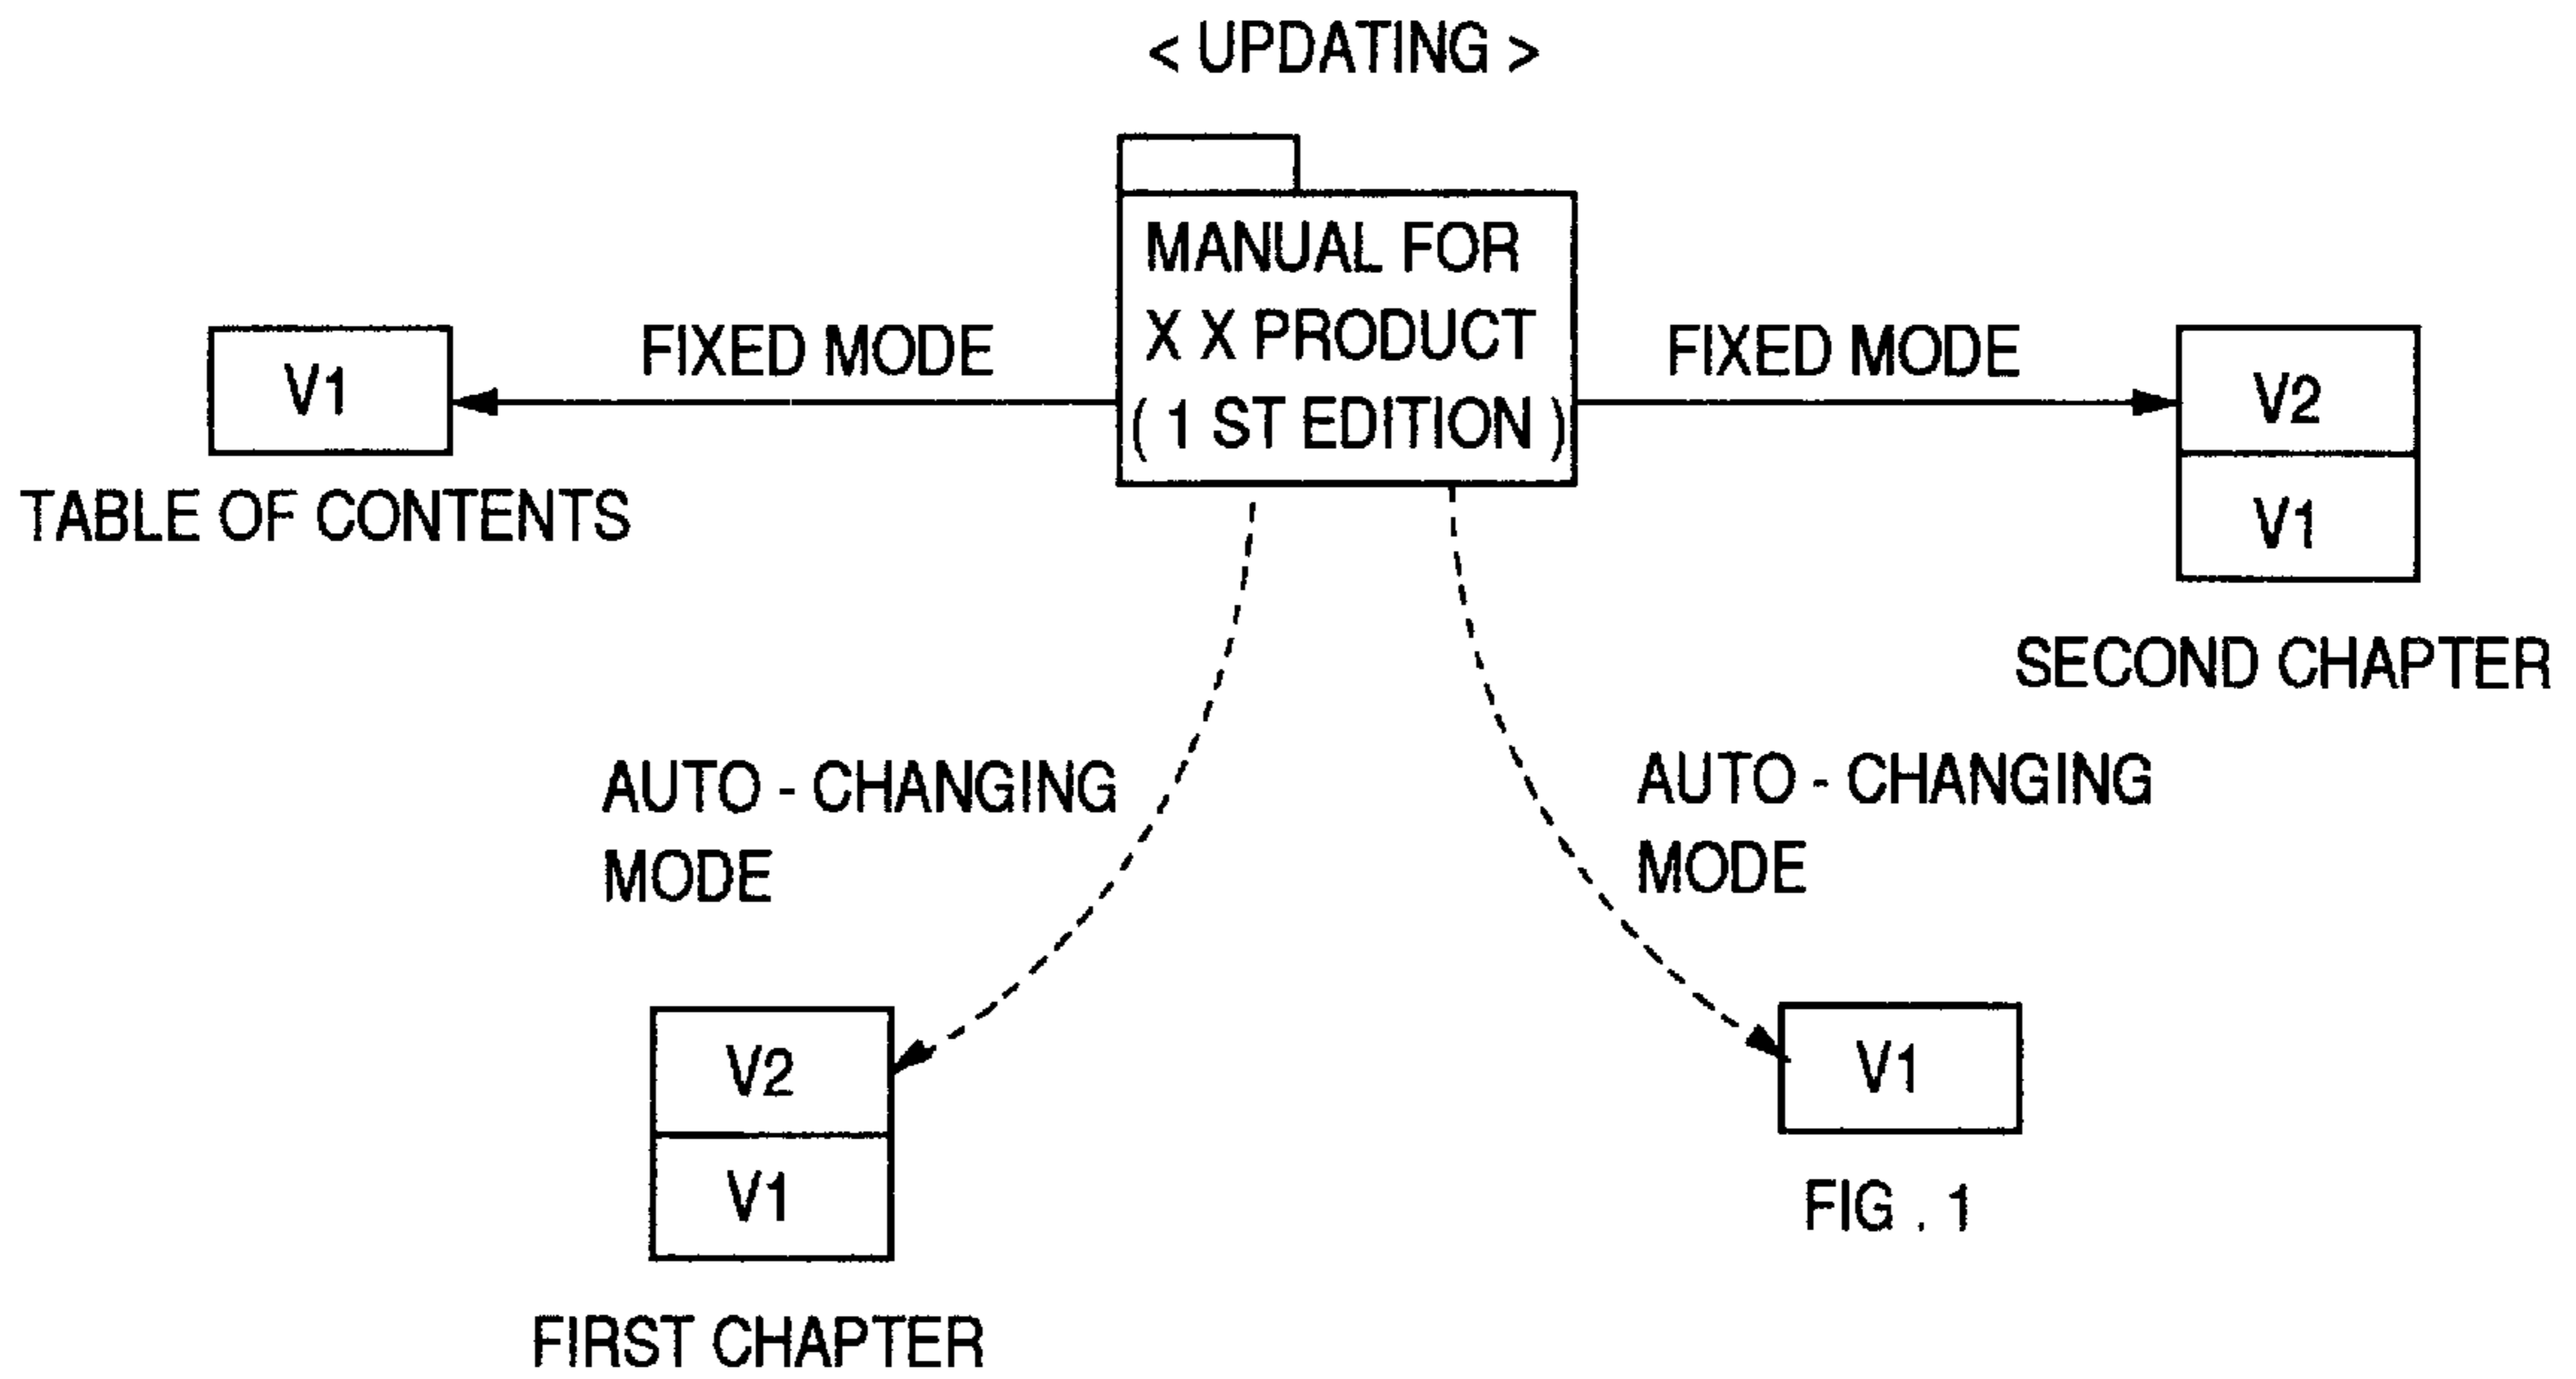 < UPDATING >
MANUAL FOR
X X PRODUCT
( 1 ST EDITION )
FIXED MODE
FIXED MODE
V1
TABLE OF CONTENTS
V2
V1
SECOND CHAPTER
AUTO - CHANGING
MODE
AUTO - CHANGING
MODE
V2
V1
FIRST CHAPTER
V1
FIG . 1